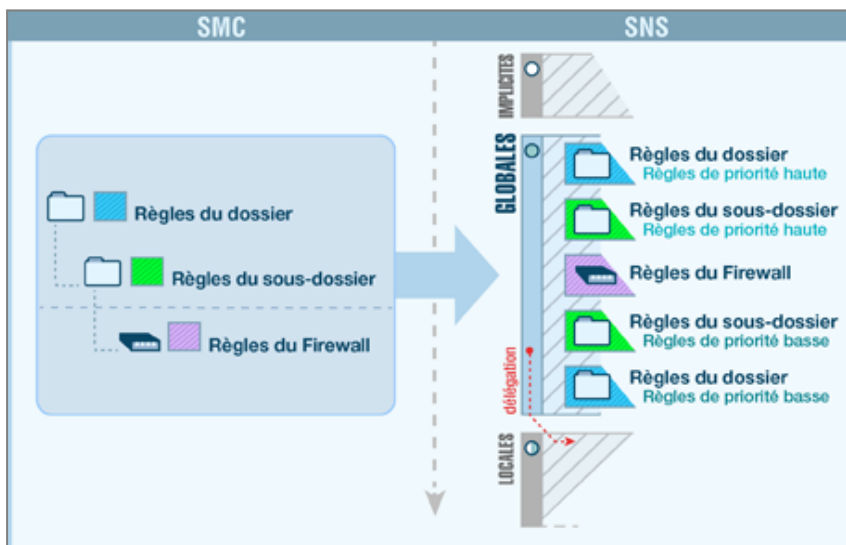 SMC
SNS
Règles du dossier
Règles du sous-dossier
Règles du Firewall
IMPLICITES
GLOBALES
Règles du dossier
Règles de priorité haute
Règles du sous-dossier
Règles de priorité haute
Règles du Firewall
Règles du sous-dossier
Règles de priorité basse
Règles du dossier
Règles de priorité basse
délégation
LOCALES